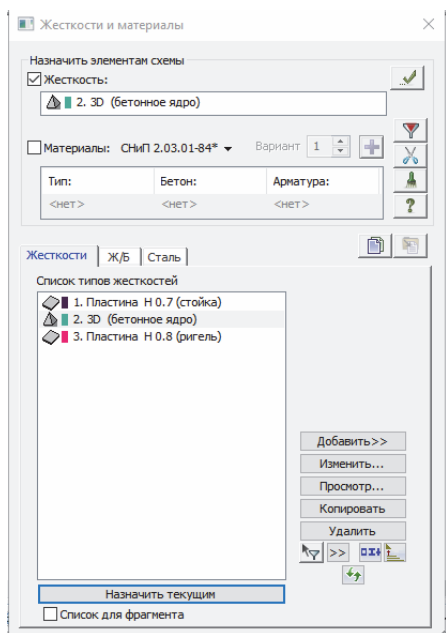 Жесткости и материалы
Назначить элементам схемы
Жесткость:
2. 3D (бетонное ядро)
Материалы: СНиП 2.03.01-84* Вариант 1
Тип: Бетон: Арматура:
<нет> <нет> <нет>
?
Жесткости Ж/Б Сталь
Список типов жесткостей
1. Пластина H 0.7 (стойка)
2. 3D (бетонное ядро)
3. Пластина H 0.8 (ригель)
Добавить>>
Изменить...
Просмотр...
Копировать
Удалить
>>
Назначить текущим
Список для фрагмента